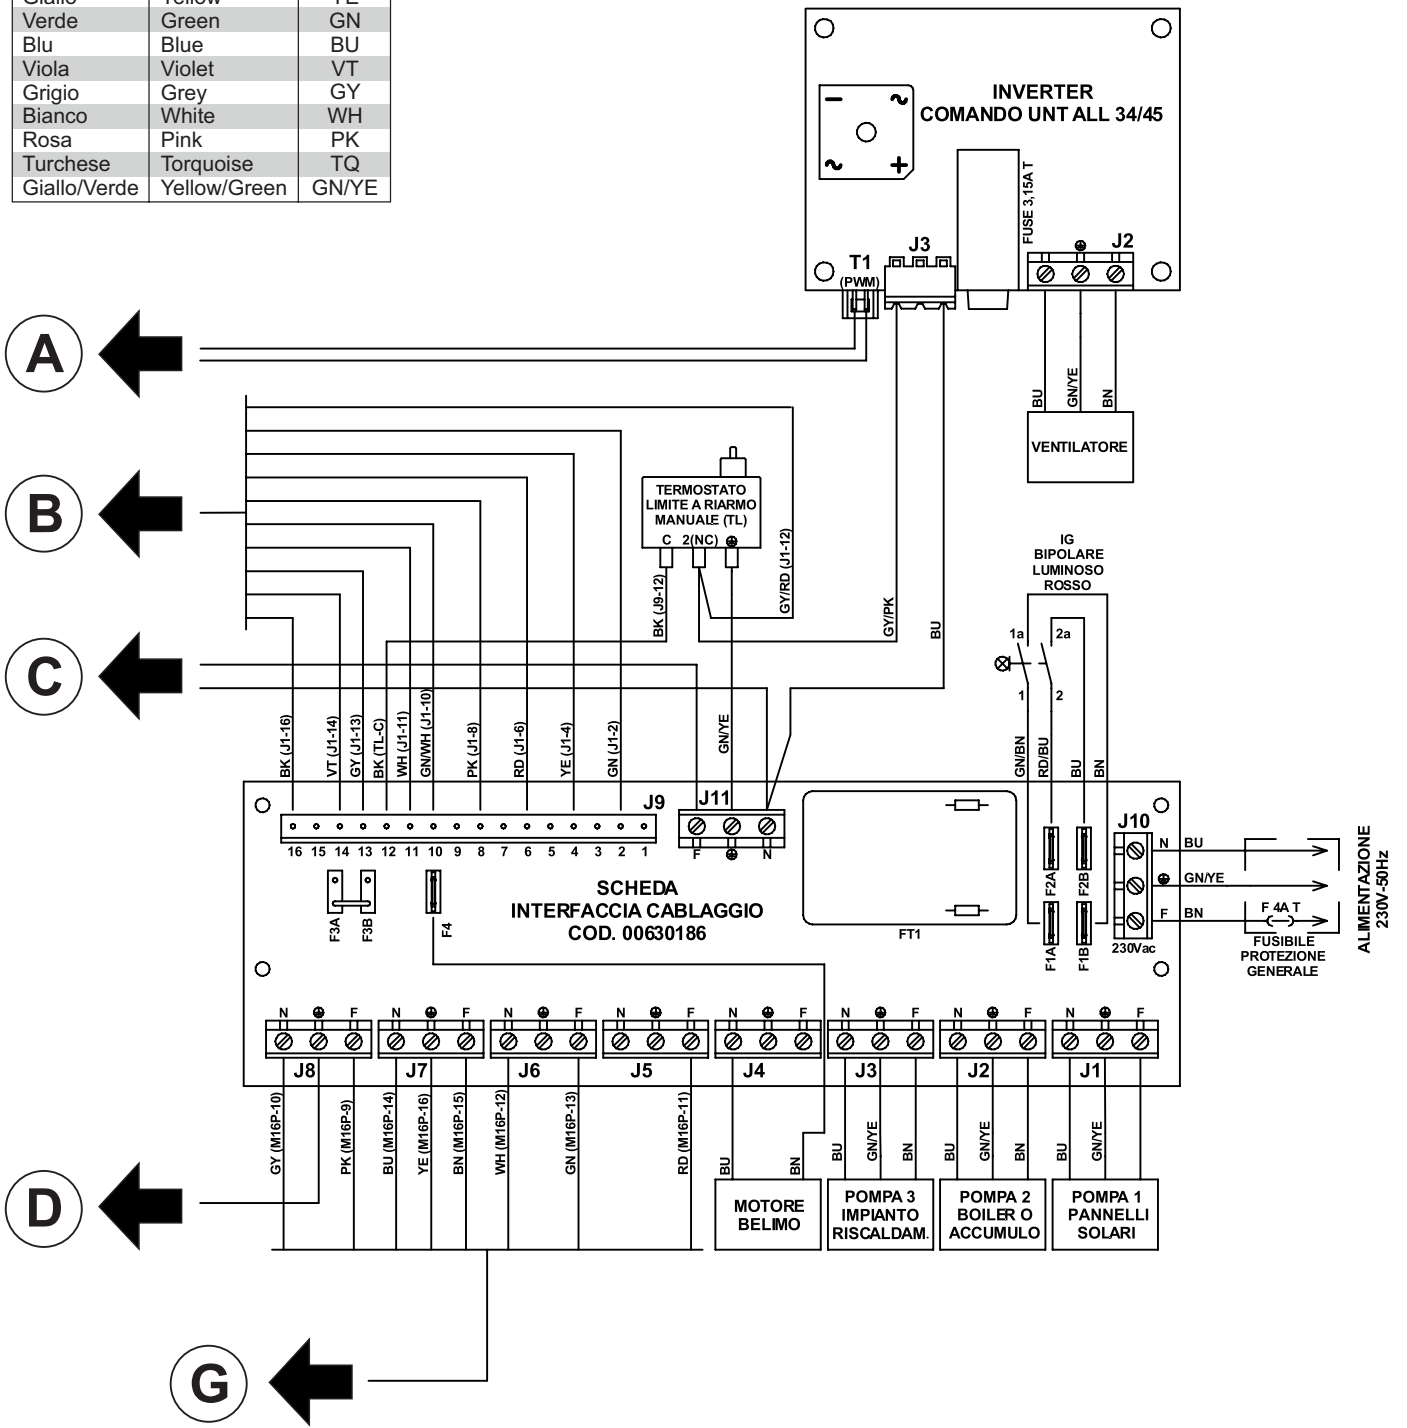 Giallo Yellow YE
Verde Green GN
Blu Blue BU
Viola Violet VT
Grigio Grey GY
Bianco White WH
Rosa Pink PK
Turchese Torquoise TQ
Giallo/Verde Yellow/Green GN/YE
INVERTER
COMANDO UNT ALL 34/45
FUSE 3,15A T
T1
(PWM)
J3
J2
A
BU
GN/YE
BN
VENTILATORE
B
TERMOSTATO
LIMITE A RIARMO
MANUALE (TL)
C 2(NC)
BK (J9-12)
GY/RD (J1-12)
GY/PK
BU
IG
BIPOLARE
LUMINOSO
ROSSO
1a 2a
1 2
C
BK (J1-16)
VT (J1-14)
GY (J1-13)
BK (TL-C)
WH (J1-11)
GN/WH (J1-10)
PK (J1-8)
RD (J1-6)
YE (J1-4)
GN (J1-2)
GN/YE
GN/BN
RD/BU
BU
BN
J9
J11
16 15 14 13 12 11 10 9 8 7 6 5 4 3 2 1
F N
F3A
F3B
F4
SCHEDA
INTERFACCIA CABLAGGIO
COD. 00630186
FT1
F2A
F2B
F1A
F1B
J10
N BU
GN/YE
F BN
230Vac
F 4A T
FUSIBILE
PROTEZIONE
GENERALE
ALIMENTAZIONE
230V-50Hz
N F N F N F N F N F N F N F N F
J8 J7 J6 J5 J4 J3 J2 J1
GY (M16P-10)
PK (M16P-9)
BU (M16P-14)
YE (M16P-16)
BN (M16P-15)
WH (M16P-12)
GN (M16P-13)
RD (M16P-11)
BU
BN
BU
GN/YE
BN
BU
GN/YE
BN
BU
GN/YE
BN
D
MOTORE
BELIMO
POMPA 3
IMPIANTO
RISCALDAM.
POMPA 2
BOILER O
ACCUMULO
POMPA 1
PANNELLI
SOLARI
G